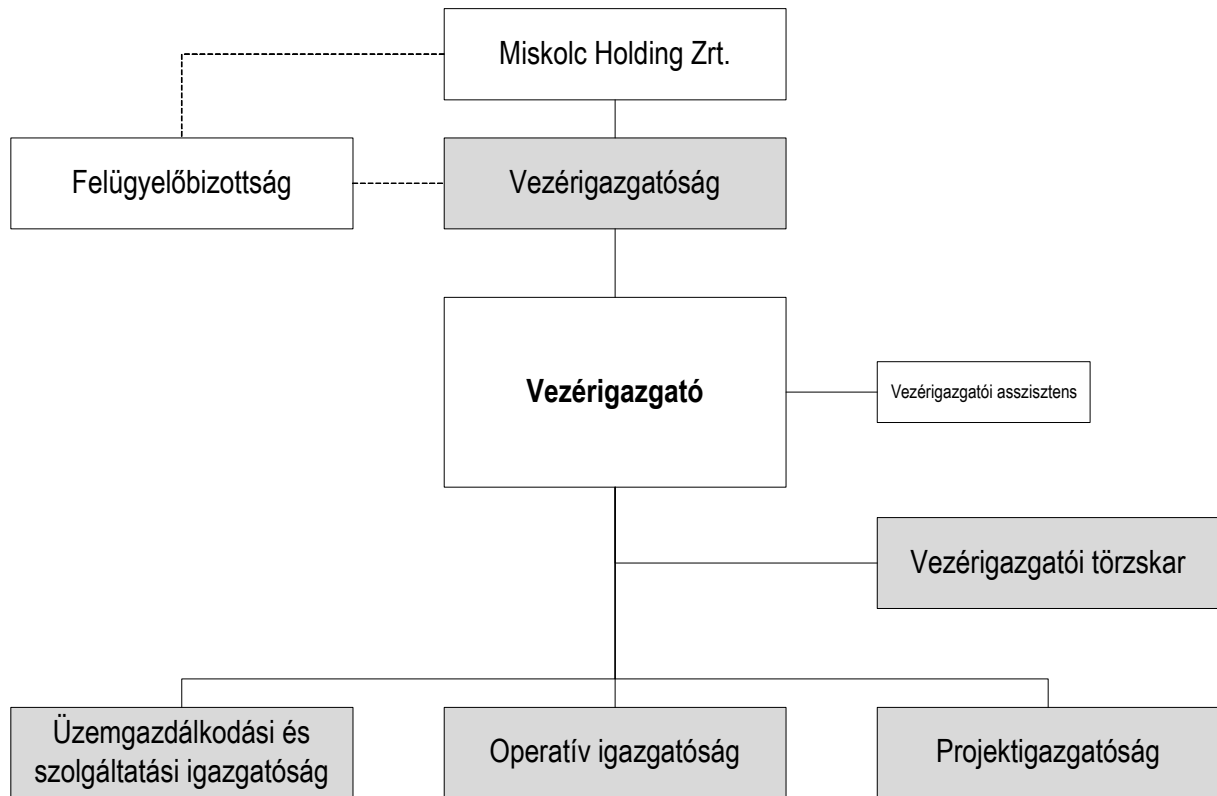 Miskolc Holding Zrt.
Felügyelőbizottság
Vezérigazgatóság
Vezérigazgató
Vezérigazgatói asszisztens
Vezérigazgatói törzskar
Üzemgazdálkodási és
szolgáltatási igazgatóság
Operatív igazgatóság
Projektigazgatóság